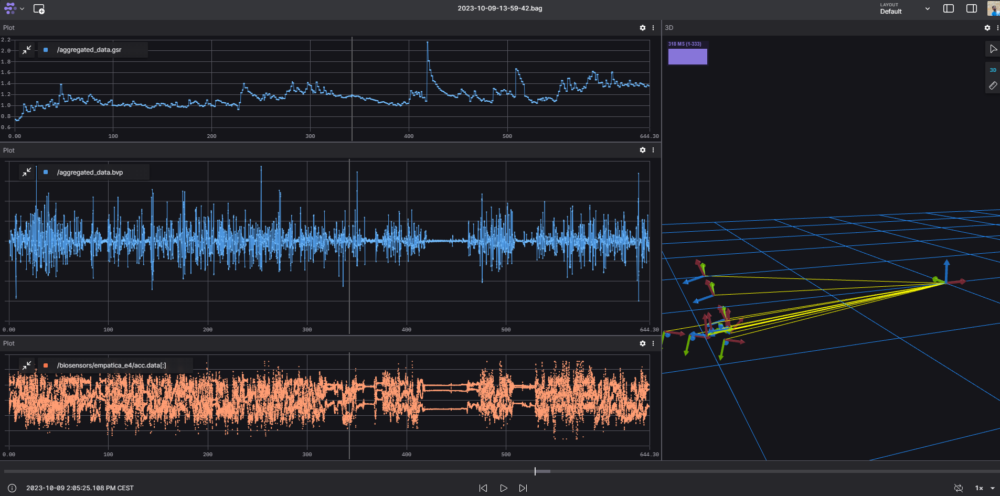 2023-10-09-13-59-42.bag
LAYOUT
Default
Plot
/aggregated_data.gsr
2.2
2.0
1.8
1.6
1.4
1.2
1.0
0.8
0.6
0.00 100 200 300 400 500 644.30
Plot
/aggregated_data.bvp
0.00 100 200 300 400 500 644.30
Plot
/biosensors/empatica_e4/acc.data[:]
0.00 100 200 300 400 500 644.30
3D
318 MS (1-333)
3D
2023-10-09 2:05:25.108 PM CEST
1×